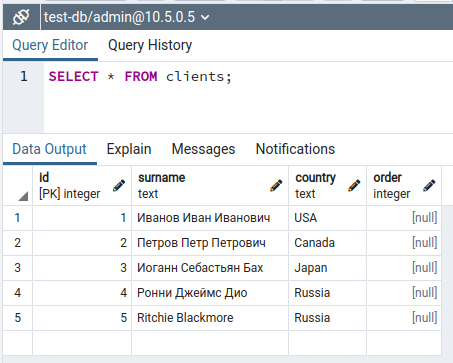 test-db/admin@10.5.0.5
Query Editor Query History
1 SELECT * FROM clients;
Data Output Explain Messages Notifications
id surname country order
[PK] integer text text integer
1 1 Иванов Иван Иванович USA [null]
2 2 Петров Петр Петрович Canada [null]
3 3 Иоганн Себастьян Бах Japan [null]
4 4 Ронни Джеймс Дио Russia [null]
5 5 Ritchie Blackmore Russia [null]